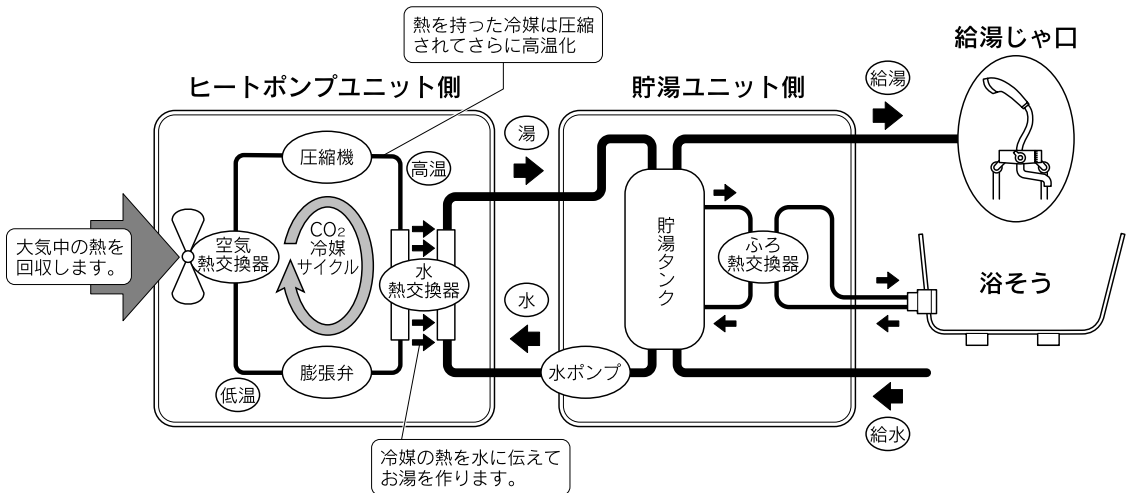 熱を持った冷媒は圧縮
されてさらに高温化
給湯じゃ口
ヒートポンプユニット側
貯湯ユニット側
給湯
湯
圧縮機
高温
大気中の熱を
回収します。
空気
熱交換器
CO₂
冷媒
サイクル
水
熱交換器
貯湯タンク
ふろ
熱交換器
浴そう
水
膨張弁
低温
水ポンプ
給水
冷媒の熱を水に伝えて
お湯を作ります。